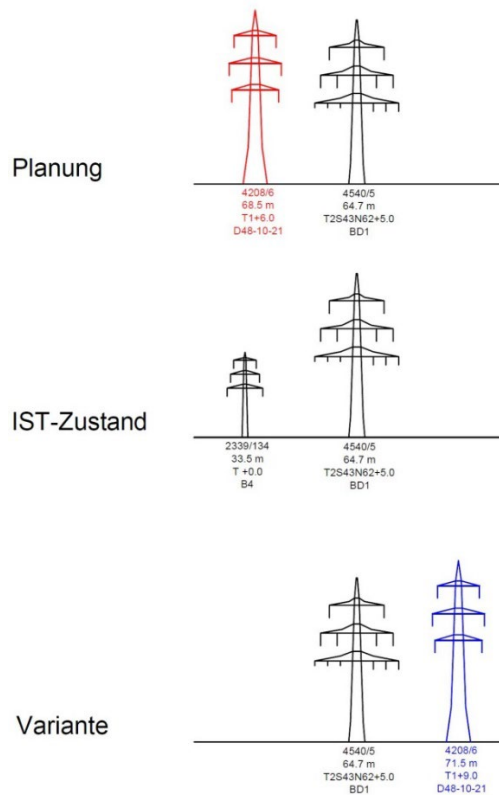 Planung
4208/6
68.5 m
T1+6.0
D48-10-21
4540/5
64.7 m
T2S43N62+5.0
BD1
IST-Zustand
2339/134
33.5 m
T +0.0
B4
4540/5
64.7 m
T2S43N62+5.0
BD1
Variante
4540/5
64.7 m
T2S43N62+5.0
BD1
4208/6
71.5 m
T1+9.0
D48-10-21